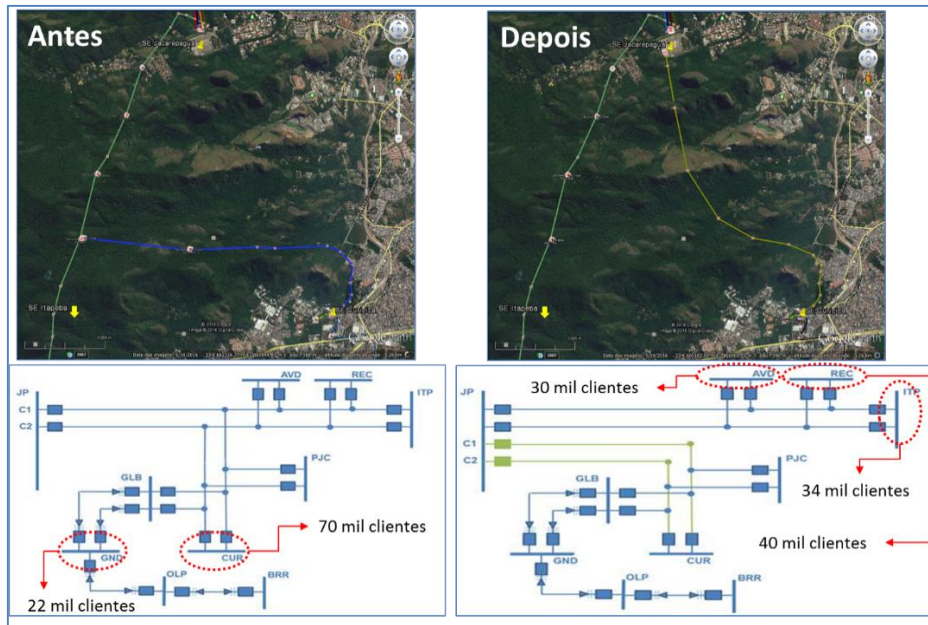 Antes
SE Jacarepaguá
SE Itapeba
Depois
SE Jacarepaguá
SE Itapeba
AVD
REC
JP
ITP
C1
C2
PJC
GLB
70 mil clientes
GND
CUR
OLP
BRR
22 mil clientes
30 mil clientes
AVD
REC
JP
ITP
C1
C2
PJC
GLB
34 mil clientes
40 mil clientes
GND
CUR
OLP
BRR